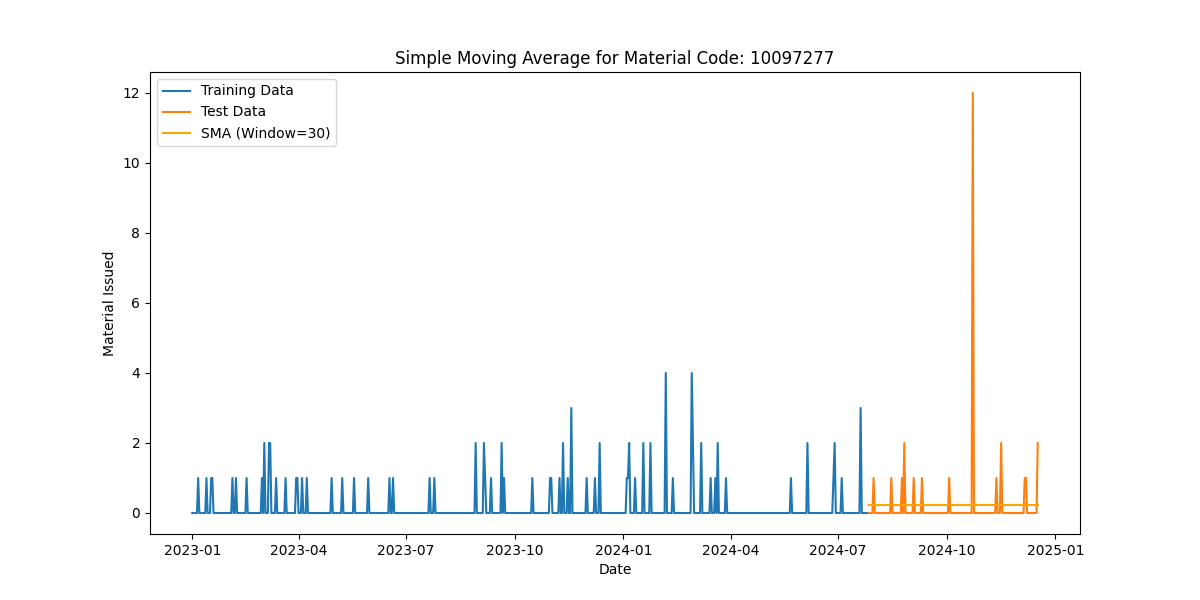 Simple Moving Average for Material Code: 10097277
Training Data
Test Data
SMA (Window=30)
12
10
8
6
4
2
0
Material Issued
2023-01 2023-04 2023-07 2023-10 2024-01 2024-04 2024-07 2024-10 2025-01
Date